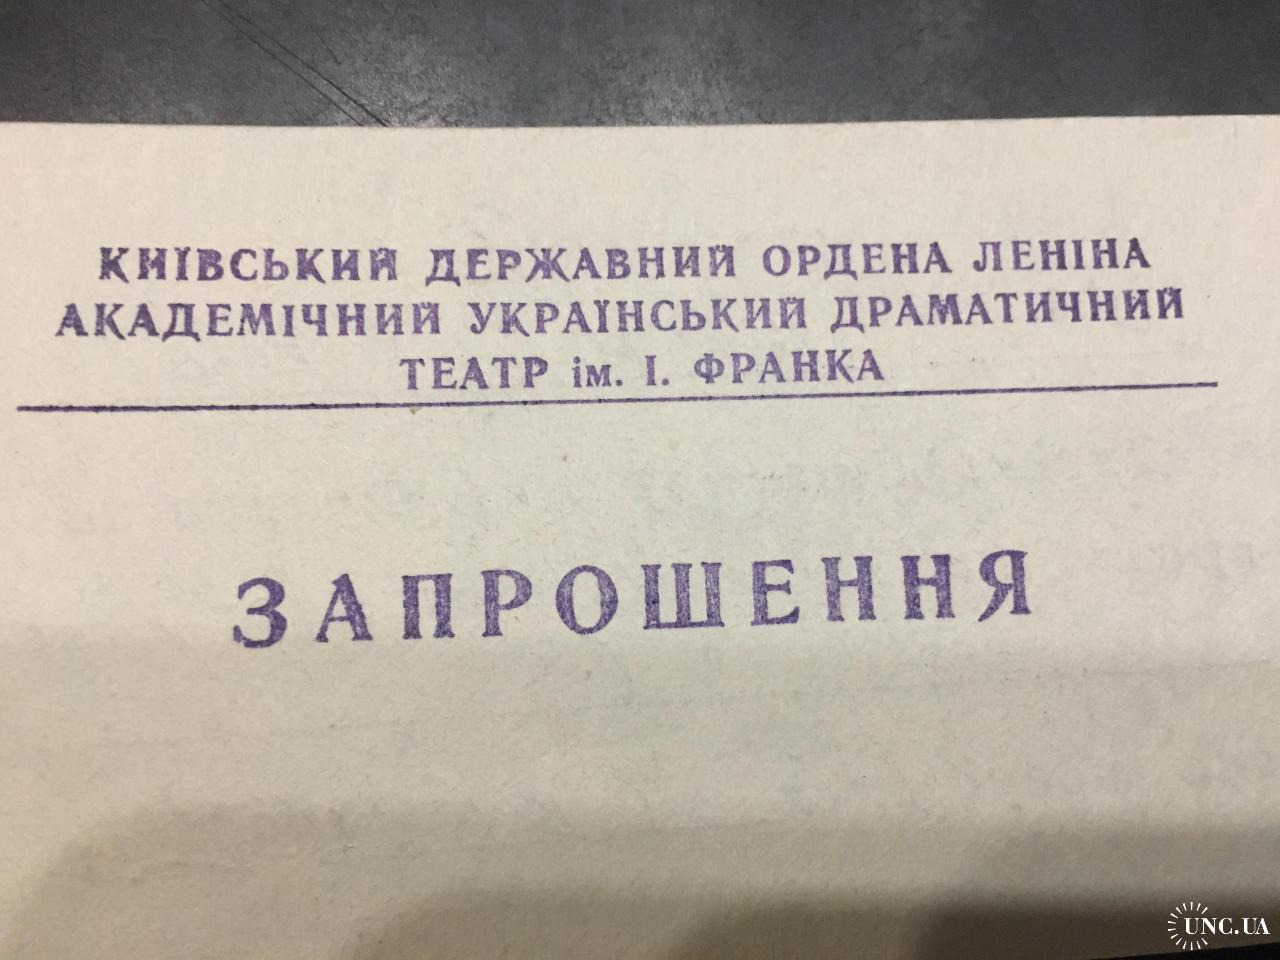 КИЇВСЬКИЙ ДЕРЖАВНИЙ ОРДЕНА ЛЕНІНА
АКАДЕМІЧНИЙ УКРАЇНСЬКИЙ ДРАМАТИЧНИЙ
ТЕАТР ім. І. ФРАНКА
ЗАПРОШЕННЯ
UNC.UA